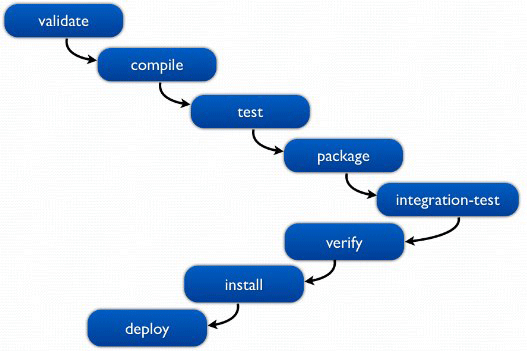 validate
compile
test
package
integration-test
verify
install
deploy